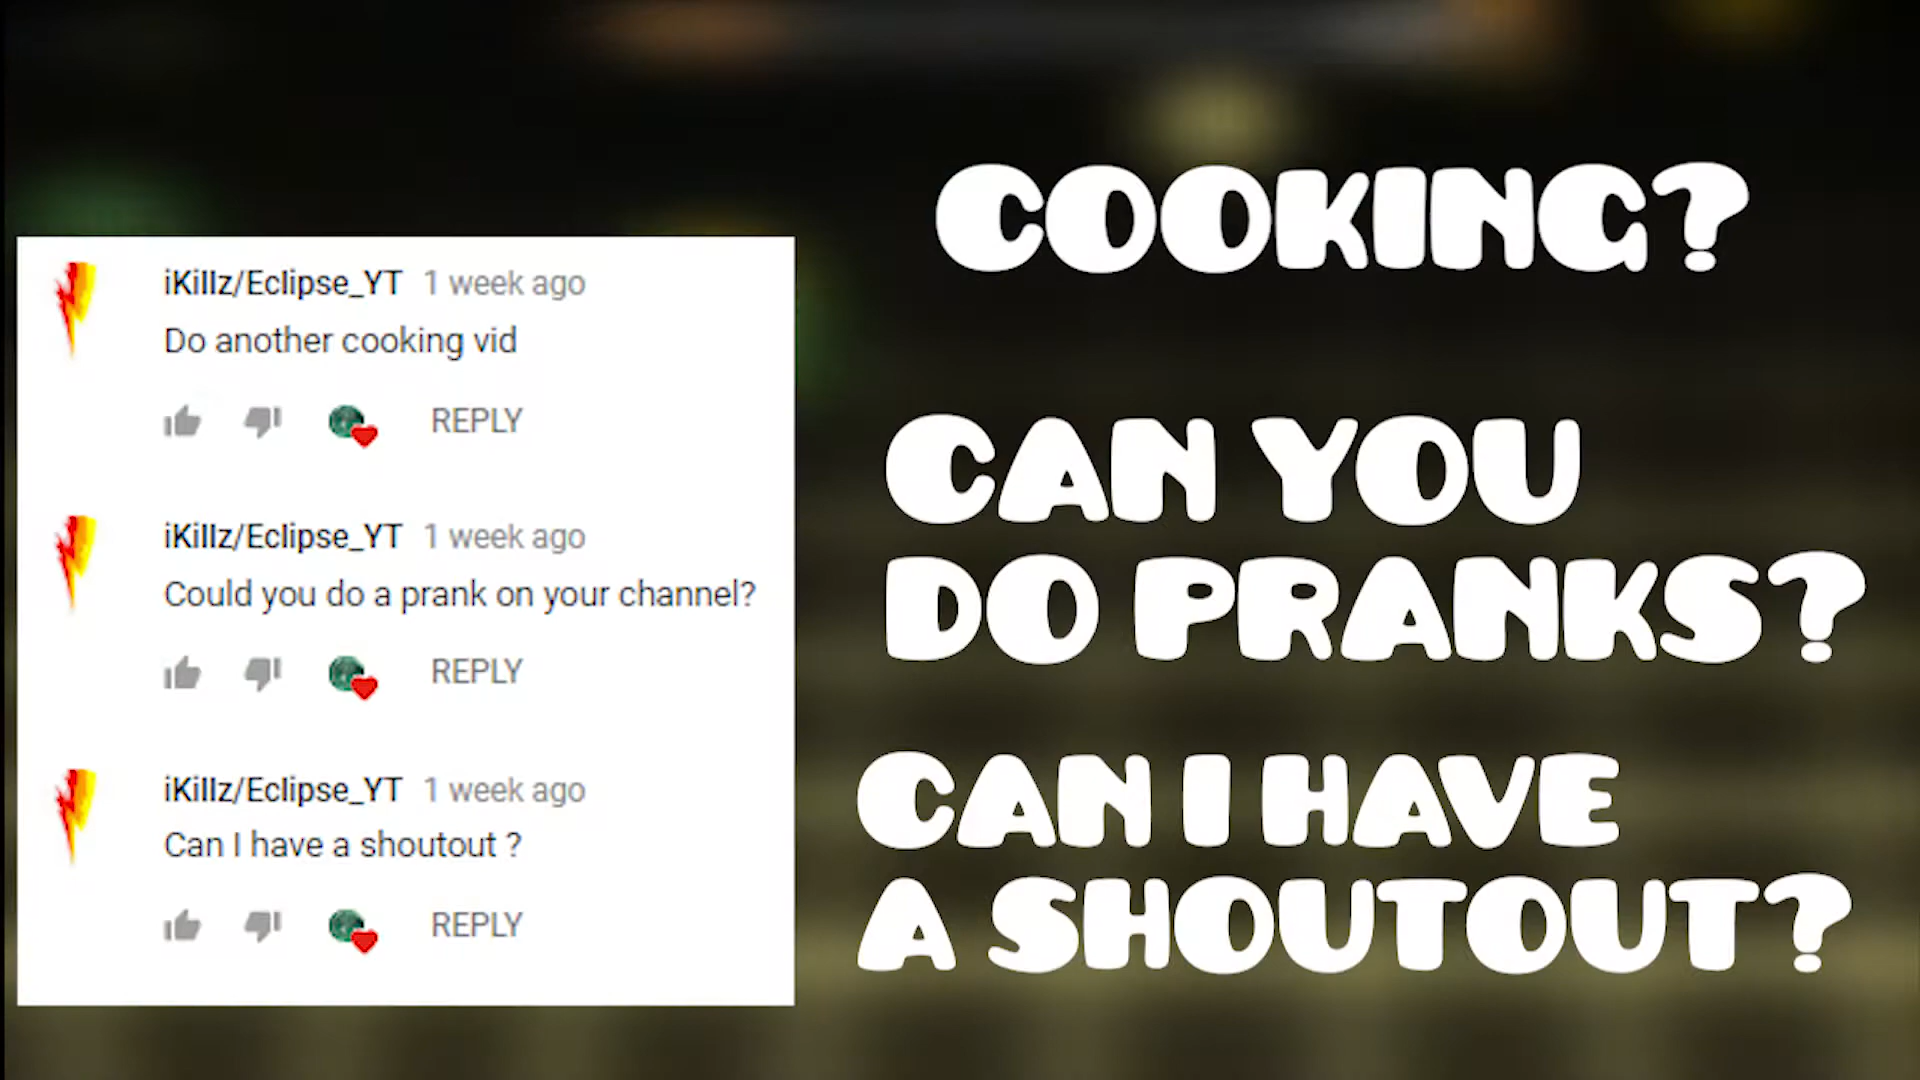 iKillz/Eclipse_YT 1 week ago
Do another cooking vid
REPLY
iKillz/Eclipse_YT 1 week ago
Could you do a prank on your channel?
REPLY
iKillz/Eclipse_YT 1 week ago
Can I have a shoutout ?
REPLY
COOKING?
CAN YOU
DO PRANKS?
CAN I HAVE
A SHOUTOUT?